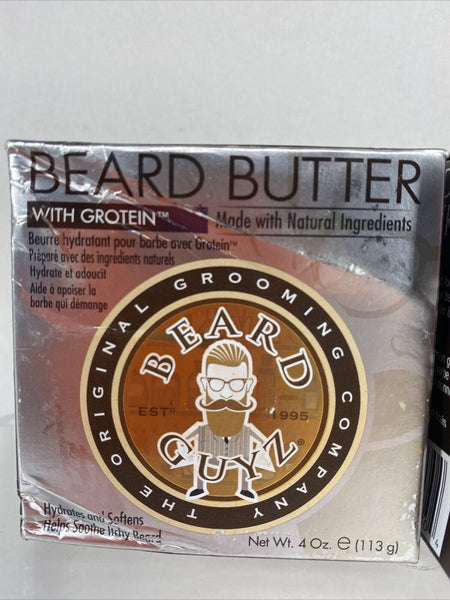 BEARD BUTTER
WITH GROTEIN™
Made with Natural Ingredients
Beurre hydratant pour barbe avec Grotein™
Préparé avec des ingrédients naturels
Hydrate et adoucit
Aide à apaiser la
barbe qui démange
THE ORIGINAL GROOMING COMPANY
BEARD
ESTD 1995
GUYZ®
Hydrates and Softens
Helps Soothe Itchy Beard
Net Wt. 4 Oz. ℮ (113 g)